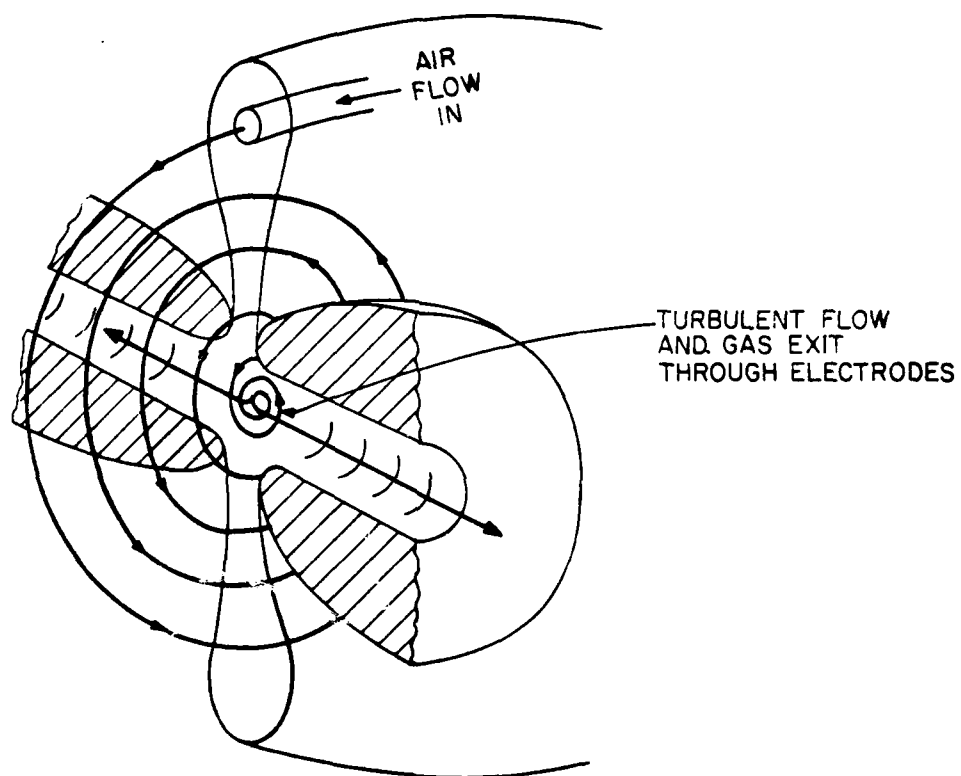 AIR
FLOW
IN
TURBULENT FLOW
AND. GAS EXIT
THROUGH ELECTRODES